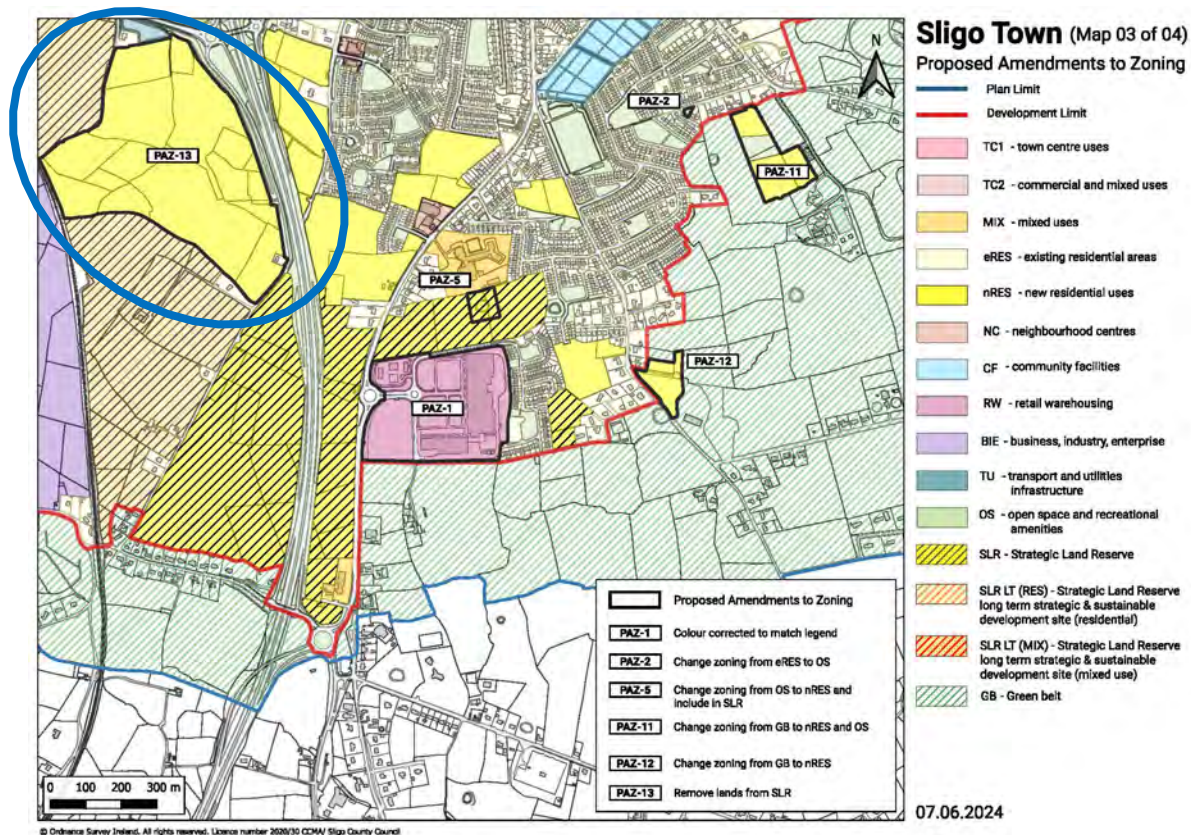 Sligo Town (Map 03 of 04)
Proposed Amendments to Zoning
Plan Limit
Development Limit
TC1 - town centre uses
TC2 - commercial and mixed uses
MIX - mixed uses
eRES - existing residential areas
nRES - new residential uses
NC - neighbourhood centres
CF - community facilities
RW - retail warehousing
BIE - business, industry, enterprise
TU - transport and utilities
infrastructure
OS - open space and recreational
amenities
SLR - Strategic Land Reserve
SLR LT (RES) - Strategic Land Reserve
long term strategic & sustainable
development site (residential)
SLR LT (MIX) - Strategic Land Reserve
long term strategic & sustainable
development site (mixed use)
GB - Green belt
07.06.2024
N
PAZ-2
PAZ-13
PAZ-11
PAZ-5
PAZ-12
PAZ-1
Proposed Amendments to Zoning
PAZ-1 Colour corrected to match legend
PAZ-2 Change zoning from eRES to OS
PAZ-5 Change zoning from OS to nRES and
include in SLR
PAZ-11 Change zoning from GB to nRES and OS
PAZ-12 Change zoning from GB to nRES
PAZ-13 Remove lands from SLR
0 100 200 300 m
© Ordnance Survey Ireland. All rights reserved. Licence number 2020/30 CCMA/ Sligo County Council